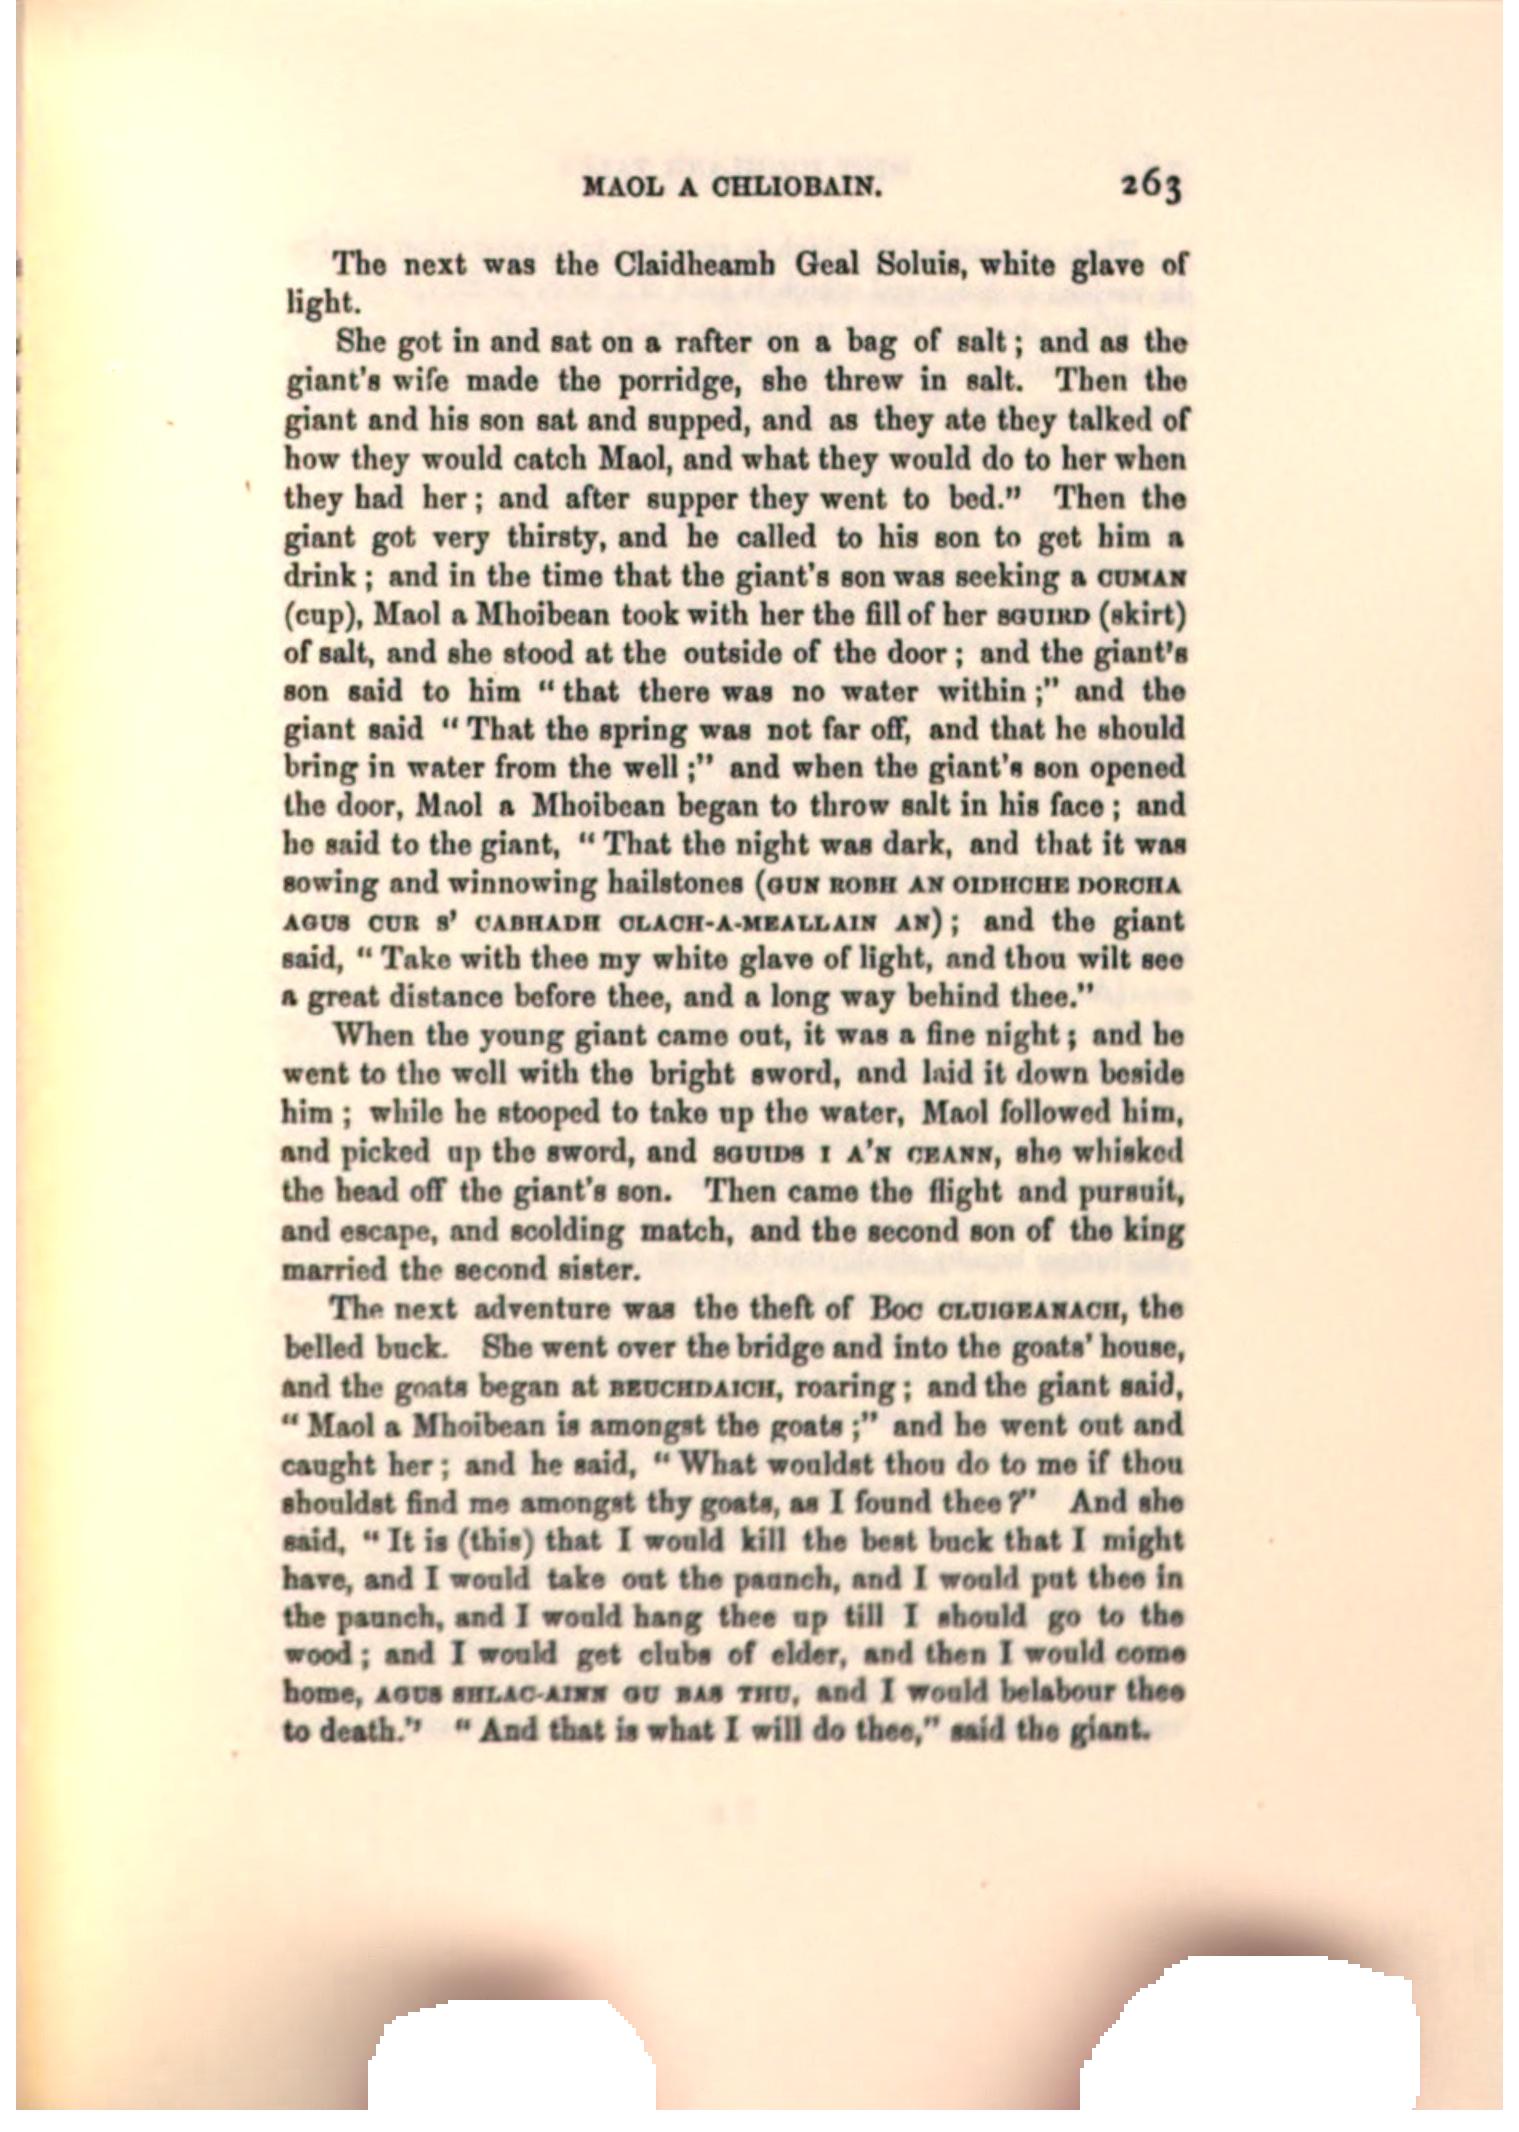 MAOL A CHLIOBAIN. 263
The next was the Claidheamh Geal Soluis, white glave of
light.
She got in and sat on a rafter on a bag of salt; and as the
giant's wife made the porridge, she threw in salt. Then the
giant and his son sat and supped, and as they ate they talked of
how they would catch Maol, and what they would do to her when
they had her; and after supper they went to bed." Then the
giant got very thirsty, and he called to his son to get him a
drink; and in the time that the giant's son was seeking a CUMAN
(cup), Maol a Mhoibean took with her the fill of her SGUIRD (skirt)
of salt, and she stood at the outside of the door; and the giant's
son said to him "that there was no water within;" and the
giant said "That the spring was not far off, and that he should
bring in water from the well;" and when the giant's son opened
the door, Maol a Mhoibean began to throw salt in his face; and
he said to the giant, "That the night was dark, and that it was
sowing and winnowing hailstones (GUN ROBH AN OIDHCHE DORCHA
AGUS CUR S' CABHADH CLACH-A-MEALLAIN AN); and the giant
said, "Take with thee my white glave of light, and thou wilt see
a great distance before thee, and a long way behind thee."
When the young giant came out, it was a fine night; and he
went to the well with the bright sword, and laid it down beside
him; while he stooped to take up the water, Maol followed him,
and picked up the sword, and SGUIDS I A'N CEANN, she whisked
the head off the giant's son. Then came the flight and pursuit,
and escape, and scolding match, and the second son of the king
married the second sister.
The next adventure was the theft of Boc CLUIGEANACH, the
belled buck. She went over the bridge and into the goats' house,
and the goats began at BEUCHDAICH, roaring; and the giant said,
"Maol a Mhoibean is amongst the goats;" and he went out and
caught her; and he said, "What wouldst thou do to me if thou
shouldst find me amongst thy goats, as I found thee?" And she
said, "It is (this) that I would kill the best buck that I might
have, and I would take out the paunch, and I would put thee in
the paunch, and I would hang thee up till I should go to the
wood; and I would get clubs of elder, and then I would come
home, AGUS SHLAC-AINN GU BAS THU, and I would belabour thee
to death." "And that is what I will do thee," said the giant.